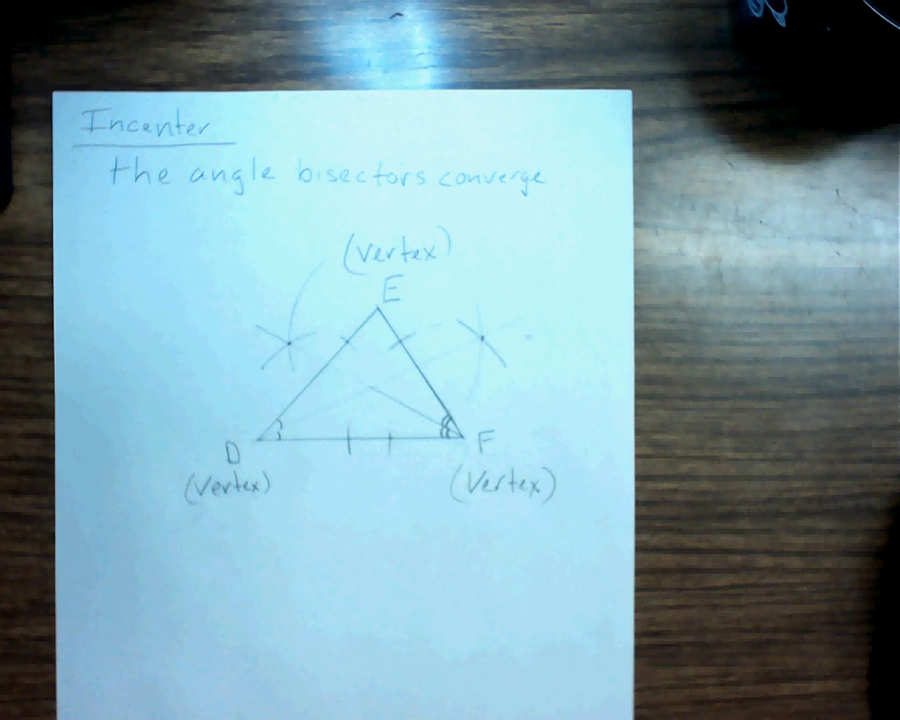 Incenter
the angle bisectors converge
(vertex)
E
D
F
(vertex)
(vertex)